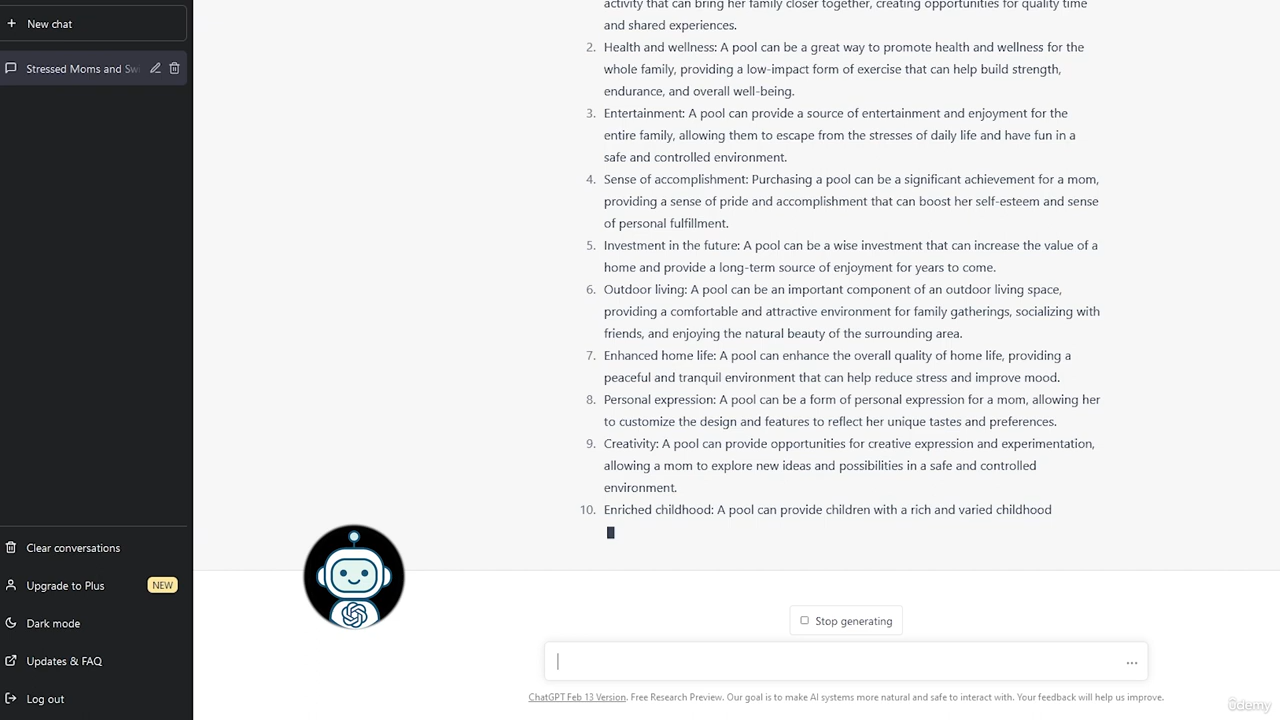 New chat
Stressed Moms and Sw
activity that can bring her family closer together, creating opportunities for quality time
and shared experiences.
2. Health and wellness: A pool can be a great way to promote health and wellness for the
whole family, providing a low-impact form of exercise that can help build strength,
endurance, and overall well-being.
3. Entertainment: A pool can provide a source of entertainment and enjoyment for the
entire family, allowing them to escape from the stresses of daily life and have fun in a
safe and controlled environment.
4. Sense of accomplishment: Purchasing a pool can be a significant achievement for a mom,
providing a sense of pride and accomplishment that can boost her self-esteem and sense
of personal fulfillment.
5. Investment in the future: A pool can be a wise investment that can increase the value of a
home and provide a long-term source of enjoyment for years to come.
6. Outdoor living: A pool can be an important component of an outdoor living space,
providing a comfortable and attractive environment for family gatherings, socializing with
friends, and enjoying the natural beauty of the surrounding area.
7. Enhanced home life: A pool can enhance the overall quality of home life, providing a
peaceful and tranquil environment that can help reduce stress and improve mood.
8. Personal expression: A pool can be a form of personal expression for a mom, allowing her
to customize the design and features to reflect her unique tastes and preferences.
9. Creativity: A pool can provide opportunities for creative expression and experimentation,
allowing a mom to explore new ideas and possibilities in a safe and controlled
environment.
10. Enriched childhood: A pool can provide children with a rich and varied childhood
Clear conversations
Upgrade to Plus NEW
Dark mode
Updates & FAQ
Log out
Stop generating
ChatGPT Feb 13 Version. Free Research Preview. Our goal is to make AI systems more natural and safe to interact with. Your feedback will help us improve.
ûdemy